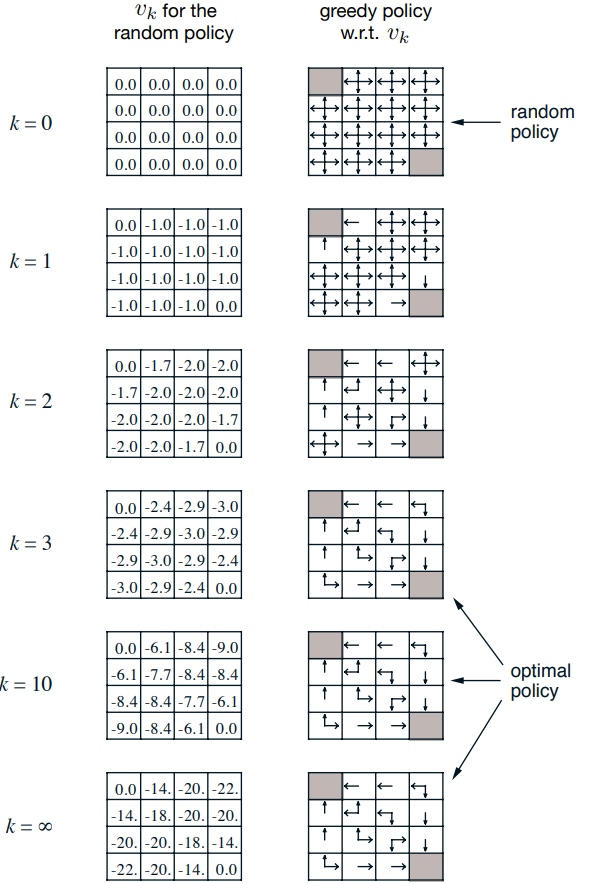 v_k for the
random policy
greedy policy
w.r.t. v_k
k = 0
0.0 0.0 0.0 0.0
0.0 0.0 0.0 0.0
0.0 0.0 0.0 0.0
0.0 0.0 0.0 0.0
random
policy
k = 1
0.0 -1.0 -1.0 -1.0
-1.0 -1.0 -1.0 -1.0
-1.0 -1.0 -1.0 -1.0
-1.0 -1.0 -1.0 0.0
k = 2
0.0 -1.7 -2.0 -2.0
-1.7 -2.0 -2.0 -2.0
-2.0 -2.0 -2.0 -1.7
-2.0 -2.0 -1.7 0.0
k = 3
0.0 -2.4 -2.9 -3.0
-2.4 -2.9 -3.0 -2.9
-2.9 -3.0 -2.9 -2.4
-3.0 -2.9 -2.4 0.0
k = 10
0.0 -6.1 -8.4 -9.0
-6.1 -7.7 -8.4 -8.4
-8.4 -8.4 -7.7 -6.1
-9.0 -8.4 -6.1 0.0
optimal
policy
k = ∞
0.0 -14. -20. -22.
-14. -18. -20. -20.
-20. -20. -18. -14.
-22. -20. -14. 0.0